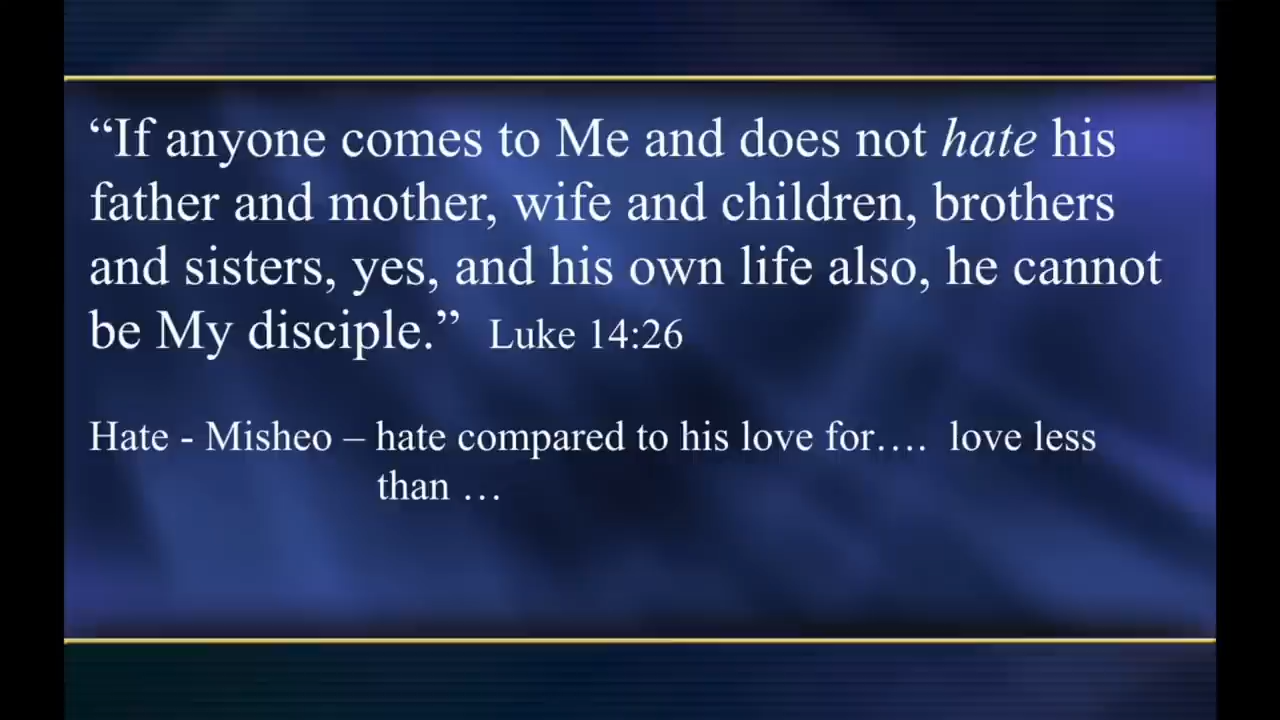 “If anyone comes to Me and does not hate his
father and mother, wife and children, brothers
and sisters, yes, and his own life also, he cannot
be My disciple.” Luke 14:26
Hate - Misheo – hate compared to his love for…. love less
than …